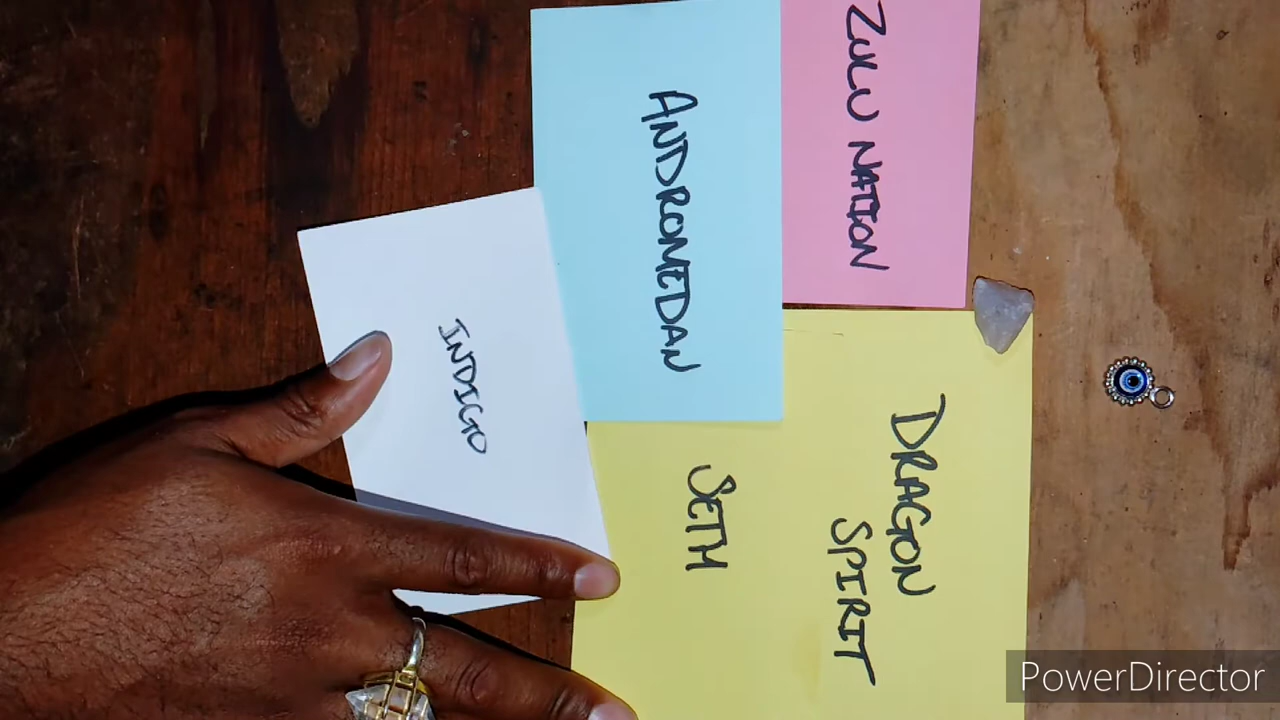 ZULU NATION
ANDROMEDAN
INDIGO
DRAGON
SPIRIT
SETH
PowerDirector